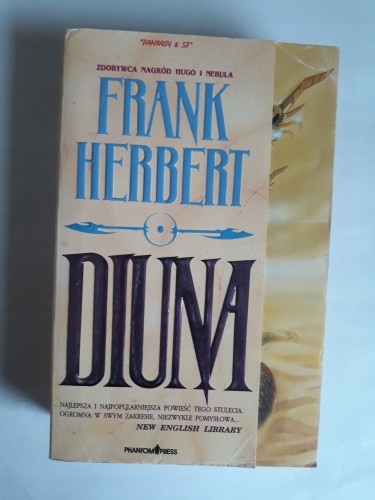 "FANTASY & SF"
ZDOBYWCA NAGRÓD HUGO I NEBULA
FRANK
HERBERT
DIUNA
NAJLEPSZA I NAJPOPULARNIEJSZA POWIEŚĆ TEGO STULECIA.
OGROMNA W SWYM ZAKRESIE, NIEZWYKLE POMYSŁOWA...
NEW ENGLISH LIBRARY
PHANTOM PRESS